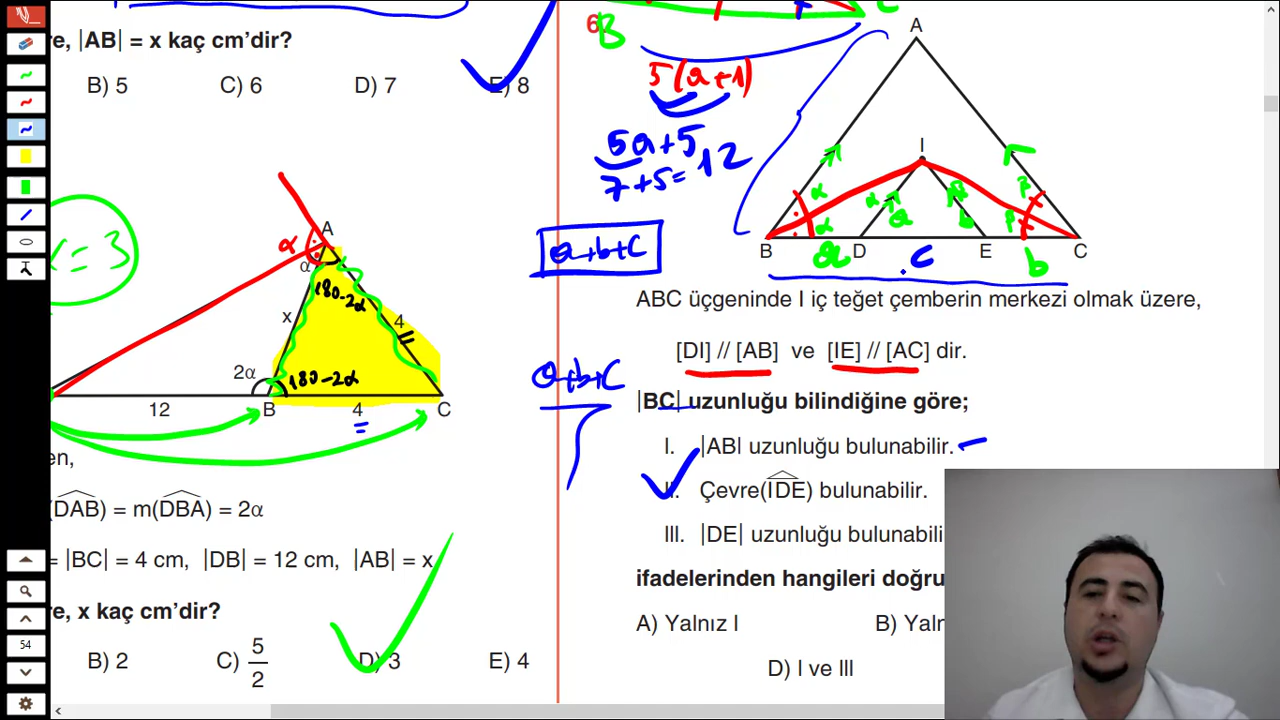 re, |AB| = x kaç cm'dir?
B) 5 C) 6 D) 7 E) 8
x = 3
A
α
α
180-2α
x
4
2α
180-2α
12
B
4
C
=
en,
(DAB) = m(DBA) = 2α
= |BC| = 4 cm, |DB| = 12 cm, |AB| = x
re, x kaç cm'dir?
B) 2 C) 5/2 D) 3 E) 4
54
6
B
C
5(a+1)
5a+5
7+5=12
a+b+c
a+b+c
A
I
α
α
α
a
b
β
β
B
a
D
c
E
b
C
ABC üçgeninde I iç teğet çemberin merkezi olmak üzere,
[DI] // [AB] ve [IE] // [AC] dir.
|BC| uzunluğu bilindiğine göre;
I. |AB| uzunluğu bulunabilir.
II. Çevre(IDE) bulunabilir.
III. |DE| uzunluğu bulunabili
ifadelerinden hangileri doğru
A) Yalnız I B) Yaln
D) I ve III